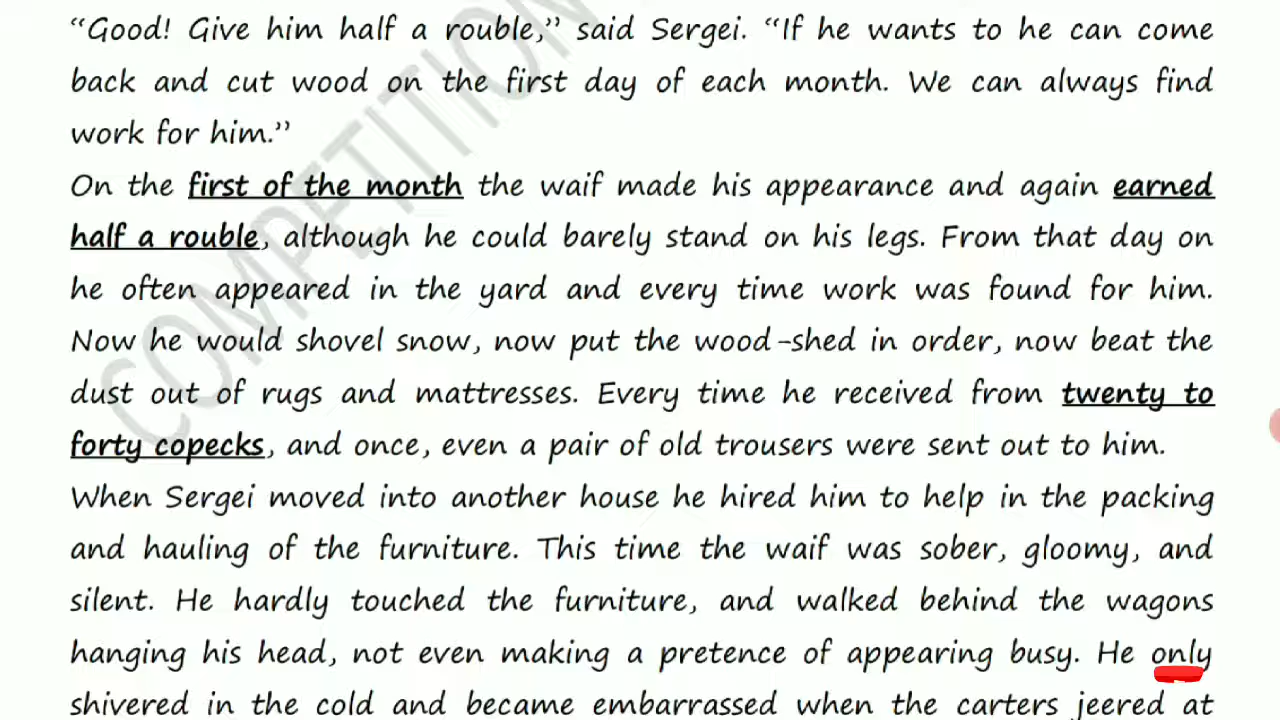 “Good! Give him half a rouble,” said Sergei. “If he wants to he can come
back and cut wood on the first day of each month. We can always find
work for him.”
On the first of the month the waif made his appearance and again earned
half a rouble, although he could barely stand on his legs. From that day on
he often appeared in the yard and every time work was found for him.
Now he would shovel snow, now put the wood-shed in order, now beat the
dust out of rugs and mattresses. Every time he received from twenty to
forty copecks, and once, even a pair of old trousers were sent out to him.
When Sergei moved into another house he hired him to help in the packing
and hauling of the furniture. This time the waif was sober, gloomy, and
silent. He hardly touched the furniture, and walked behind the wagons
hanging his head, not even making a pretence of appearing busy. He only
shivered in the cold and became embarrassed when the carters jeered at
COMPETITION